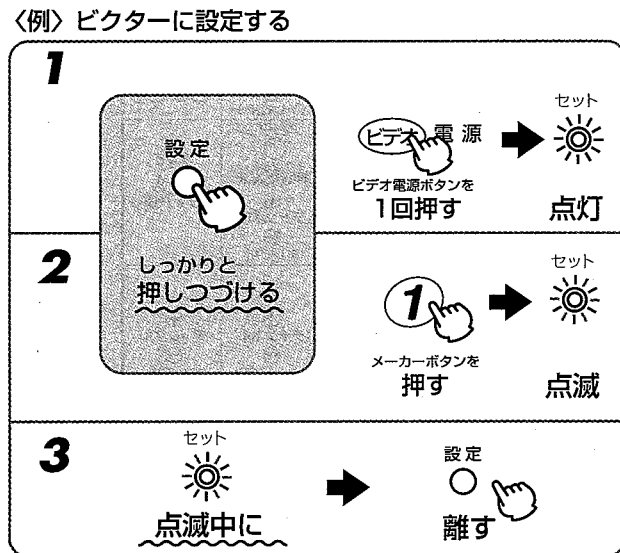 〈例〉ビクターに設定する
1
設定
しっかりと
押しつづける
ビデオ 電源
ビデオ電源ボタンを
1回押す
セット
点灯
2
1
メーカーボタンを
押す
セット
点滅
3
セット
点滅中に
設定
離す